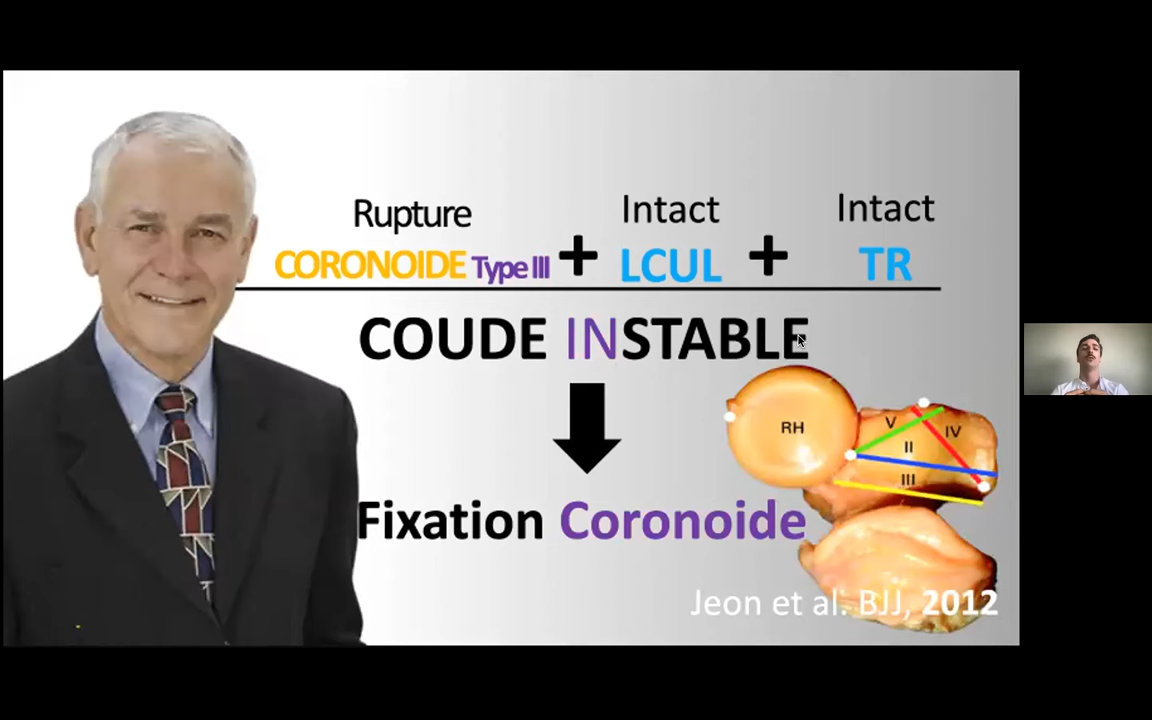 Rupture
CORONOIDE Type III
+
Intact
LCUL
+
Intact
TR
COUDE INSTABLE
Fixation Coronoide
RH
V
IV
II
III
Jeon et al. BJJ, 2012